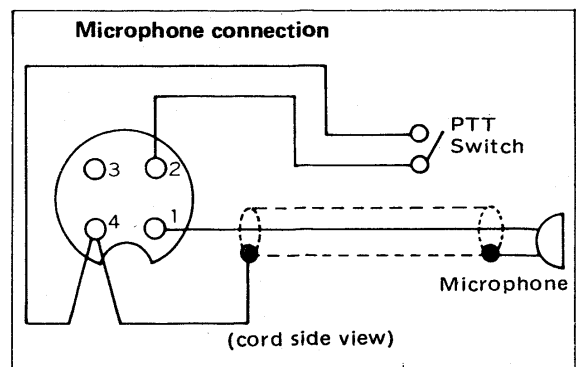 Microphone connection
PTT
Switch
3
2
4
1
Microphone
(cord side view)